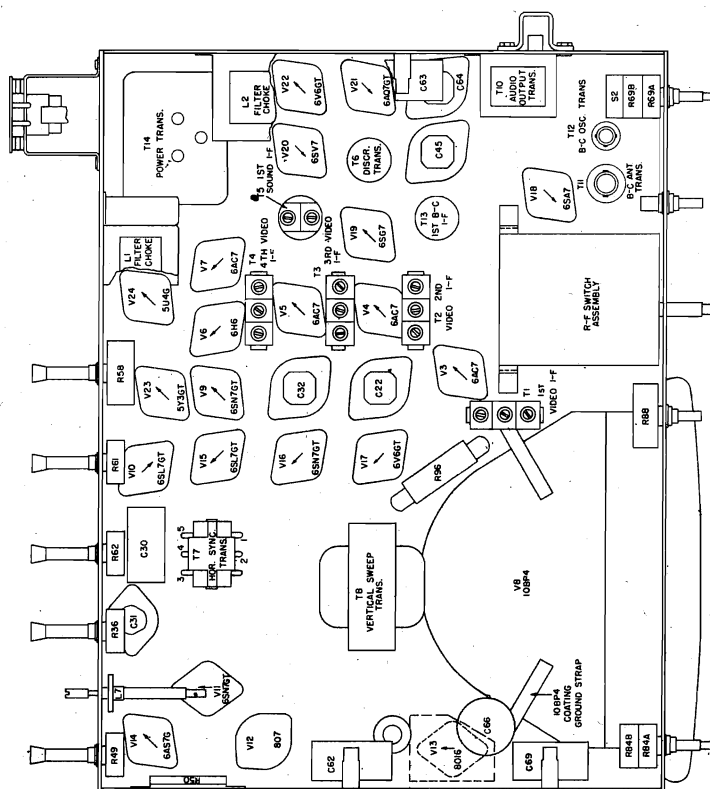 T14
POWER TRANS.
L2
FILTER
CHOKE
V22
6V6GT
V21
6AQ7GT
C63
C64
T10
AUDIO
OUTPUT
TRANS.
S2
R69B
R69A
T12
B-C OSC. TRANS
V20
6SV7
T6
DISCR.
TRANS.
C45
T11
B-C ANT
TRANS.
T5 1ST
SOUND I-F
V18
6SA7
V19
6SG7
T13
1ST B-C
I-F
L1
FILTER
CHOKE
V7
6AC7
T4
4TH VIDEO
I-F
T3
3RD VIDEO
I-F
T2 2ND
VIDEO I-F
V24
5U4G
V6
6H6
V5
6AC7
V4
6AC7
R-F SWITCH
ASSEMBLY
R58
V23
5Y3GT
V9
6SN7GT
C32
C22
V3
6AC7
T1
1ST
VIDEO I-F
R88
R61
V10
6SL7GT
V15
6SL7GT
V16
6SN7GT
V17
6V6GT
R96
R62
C30
3 4 5
T7
HOR. SYNC.
TRANS.
2 1
T8
VERTICAL SWEEP
TRANS.
V8
10BP4
R36
C31
L7
V11
6SN7GT
10BP4
COATING
GROUND STRAP
R49
V14
6AS7G
V12
807
V13
8016
C66
R50
C62
C69
R84B
R84A